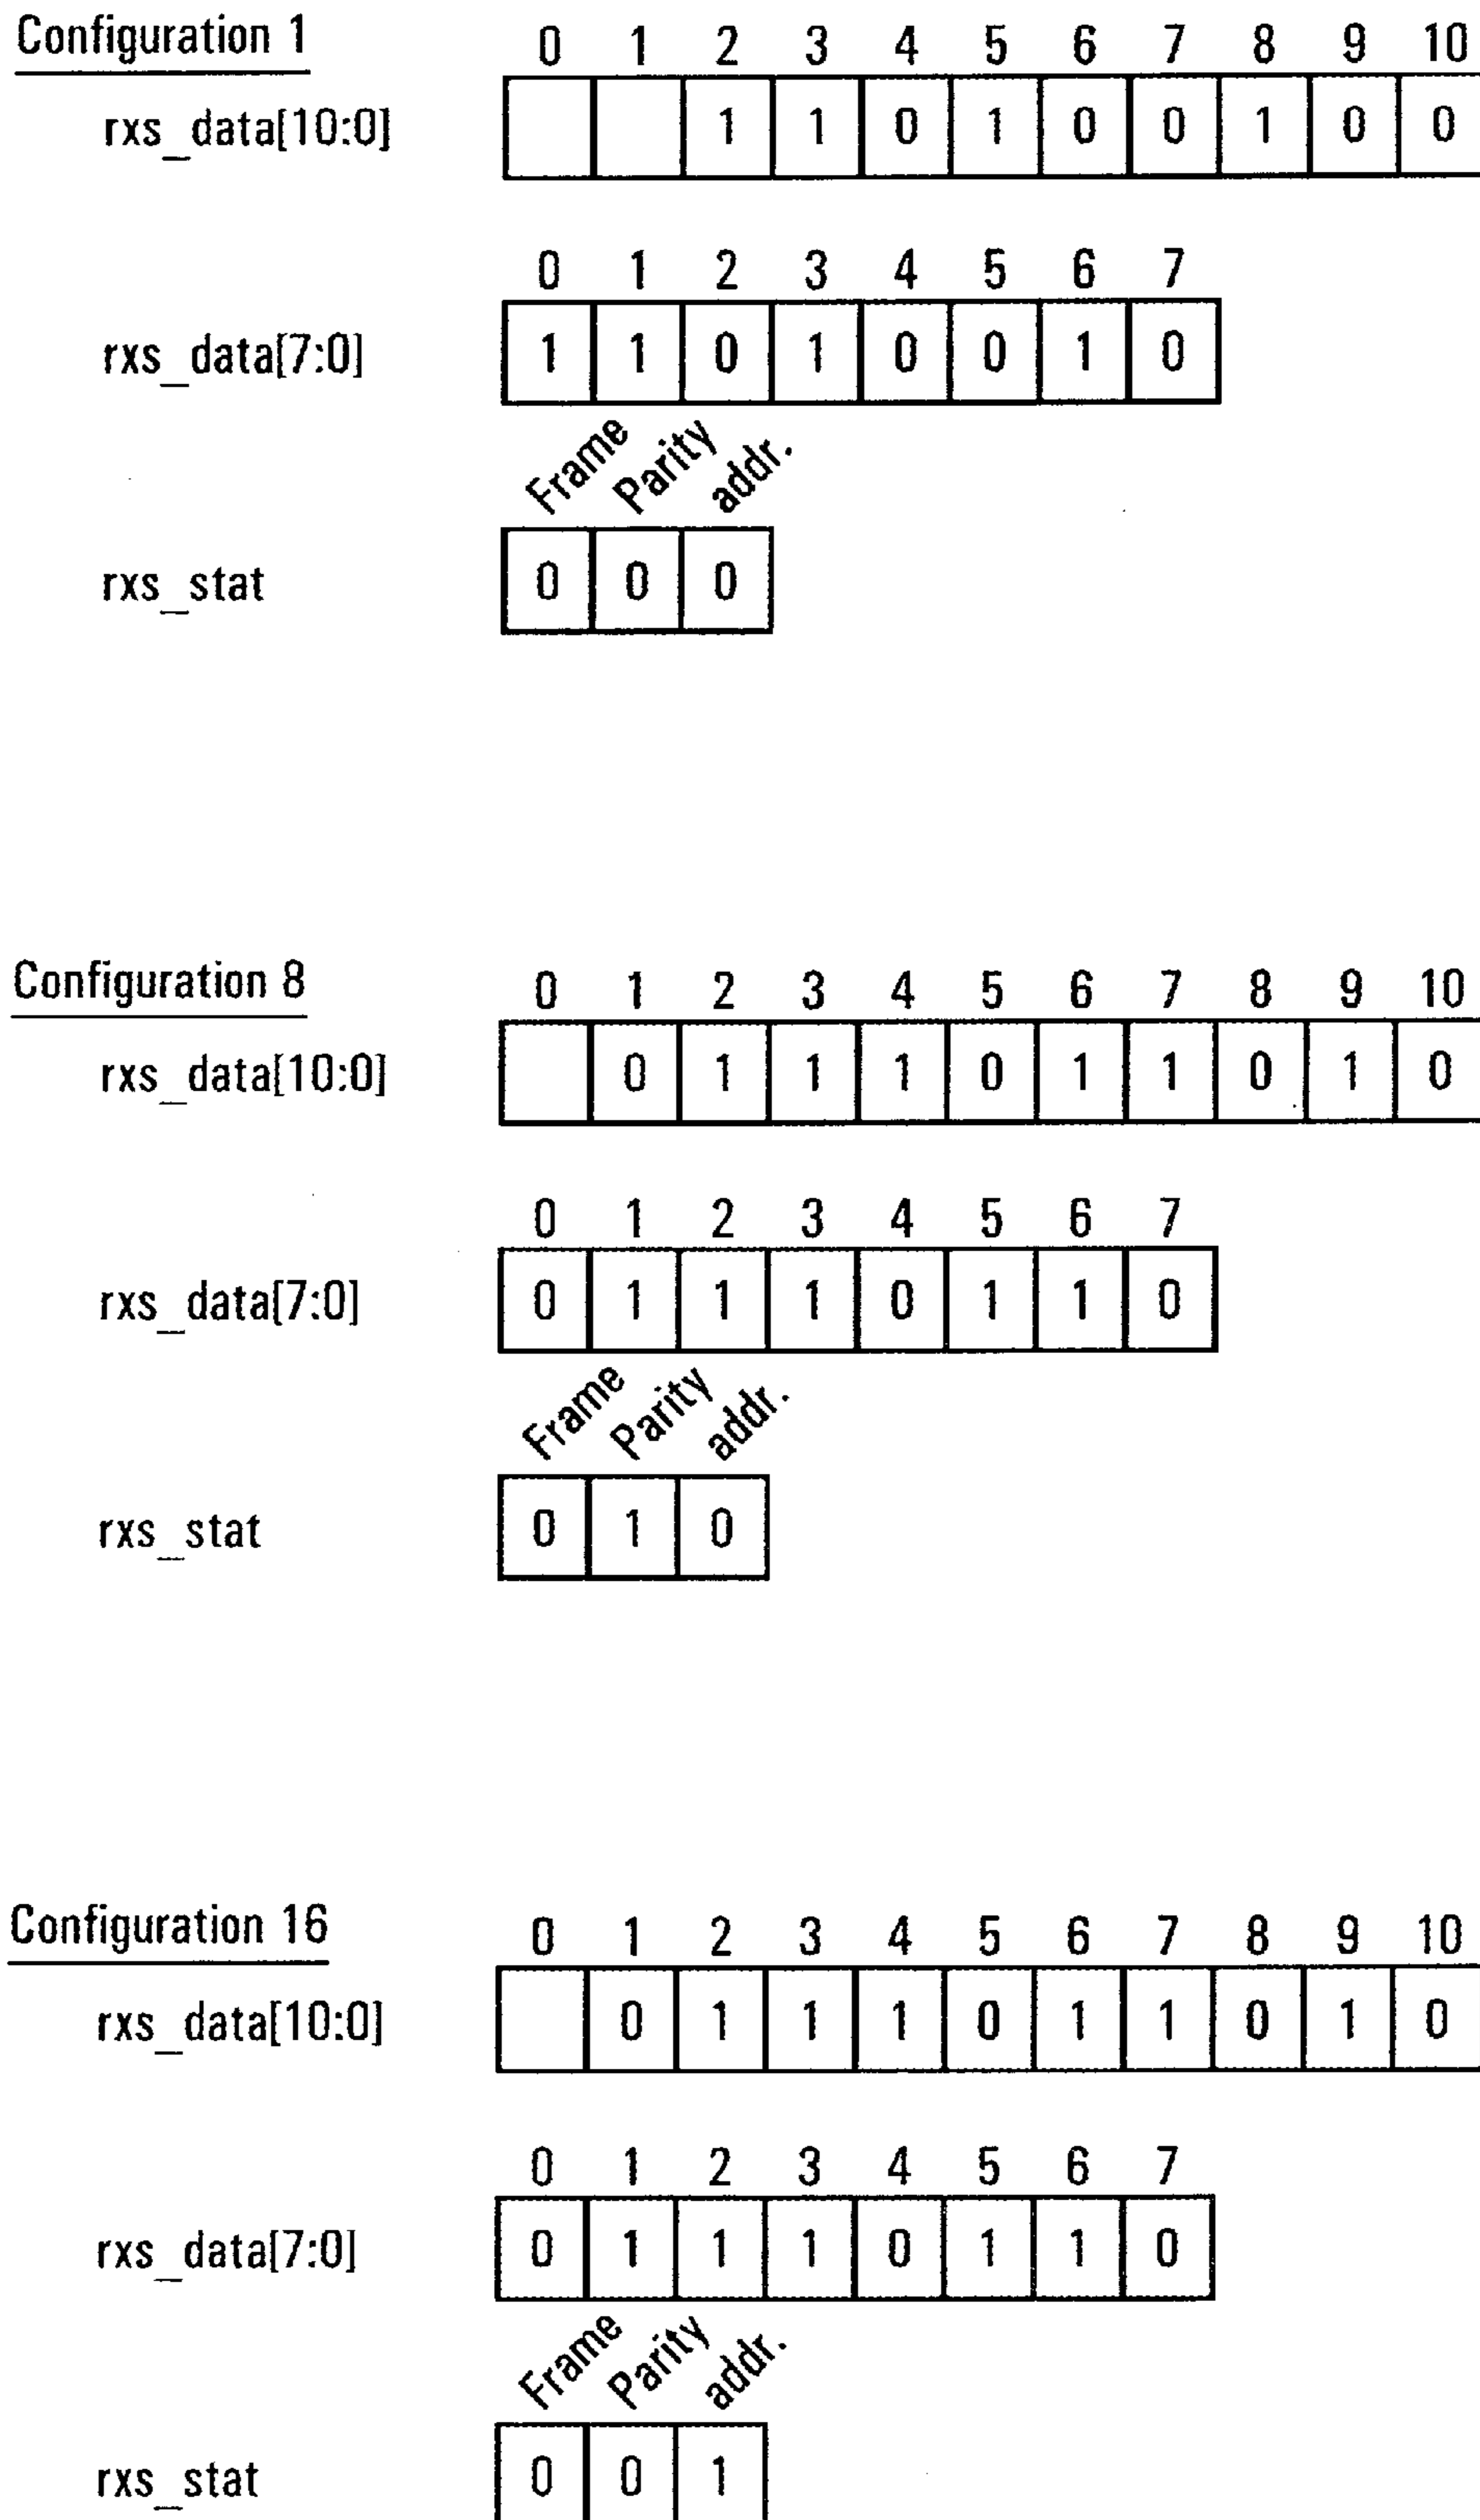 Configuration 1
0 1 2 3 4 5 6 7 8 9 10
rxs_data[10:0] 1 1 0 1 0 0 1 0 0
0 1 2 3 4 5 6 7
rxs_data[7:0] 1 1 0 1 0 0 1 0
Frame Parity addr.
rxs_stat 0 0 0
Configuration 8
0 1 2 3 4 5 6 7 8 9 10
rxs_data[10:0] 0 1 1 1 0 1 1 0 1 0
0 1 2 3 4 5 6 7
rxs_data[7:0] 0 1 1 1 0 1 1 0
Frame Parity addr.
rxs_stat 0 1 0
Configuration 16
0 1 2 3 4 5 6 7 8 9 10
rxs_data[10:0] 0 1 1 1 0 1 1 0 1 0
0 1 2 3 4 5 6 7
rxs_data[7:0] 0 1 1 1 0 1 1 0
Frame Parity addr.
rxs_stat 0 0 1